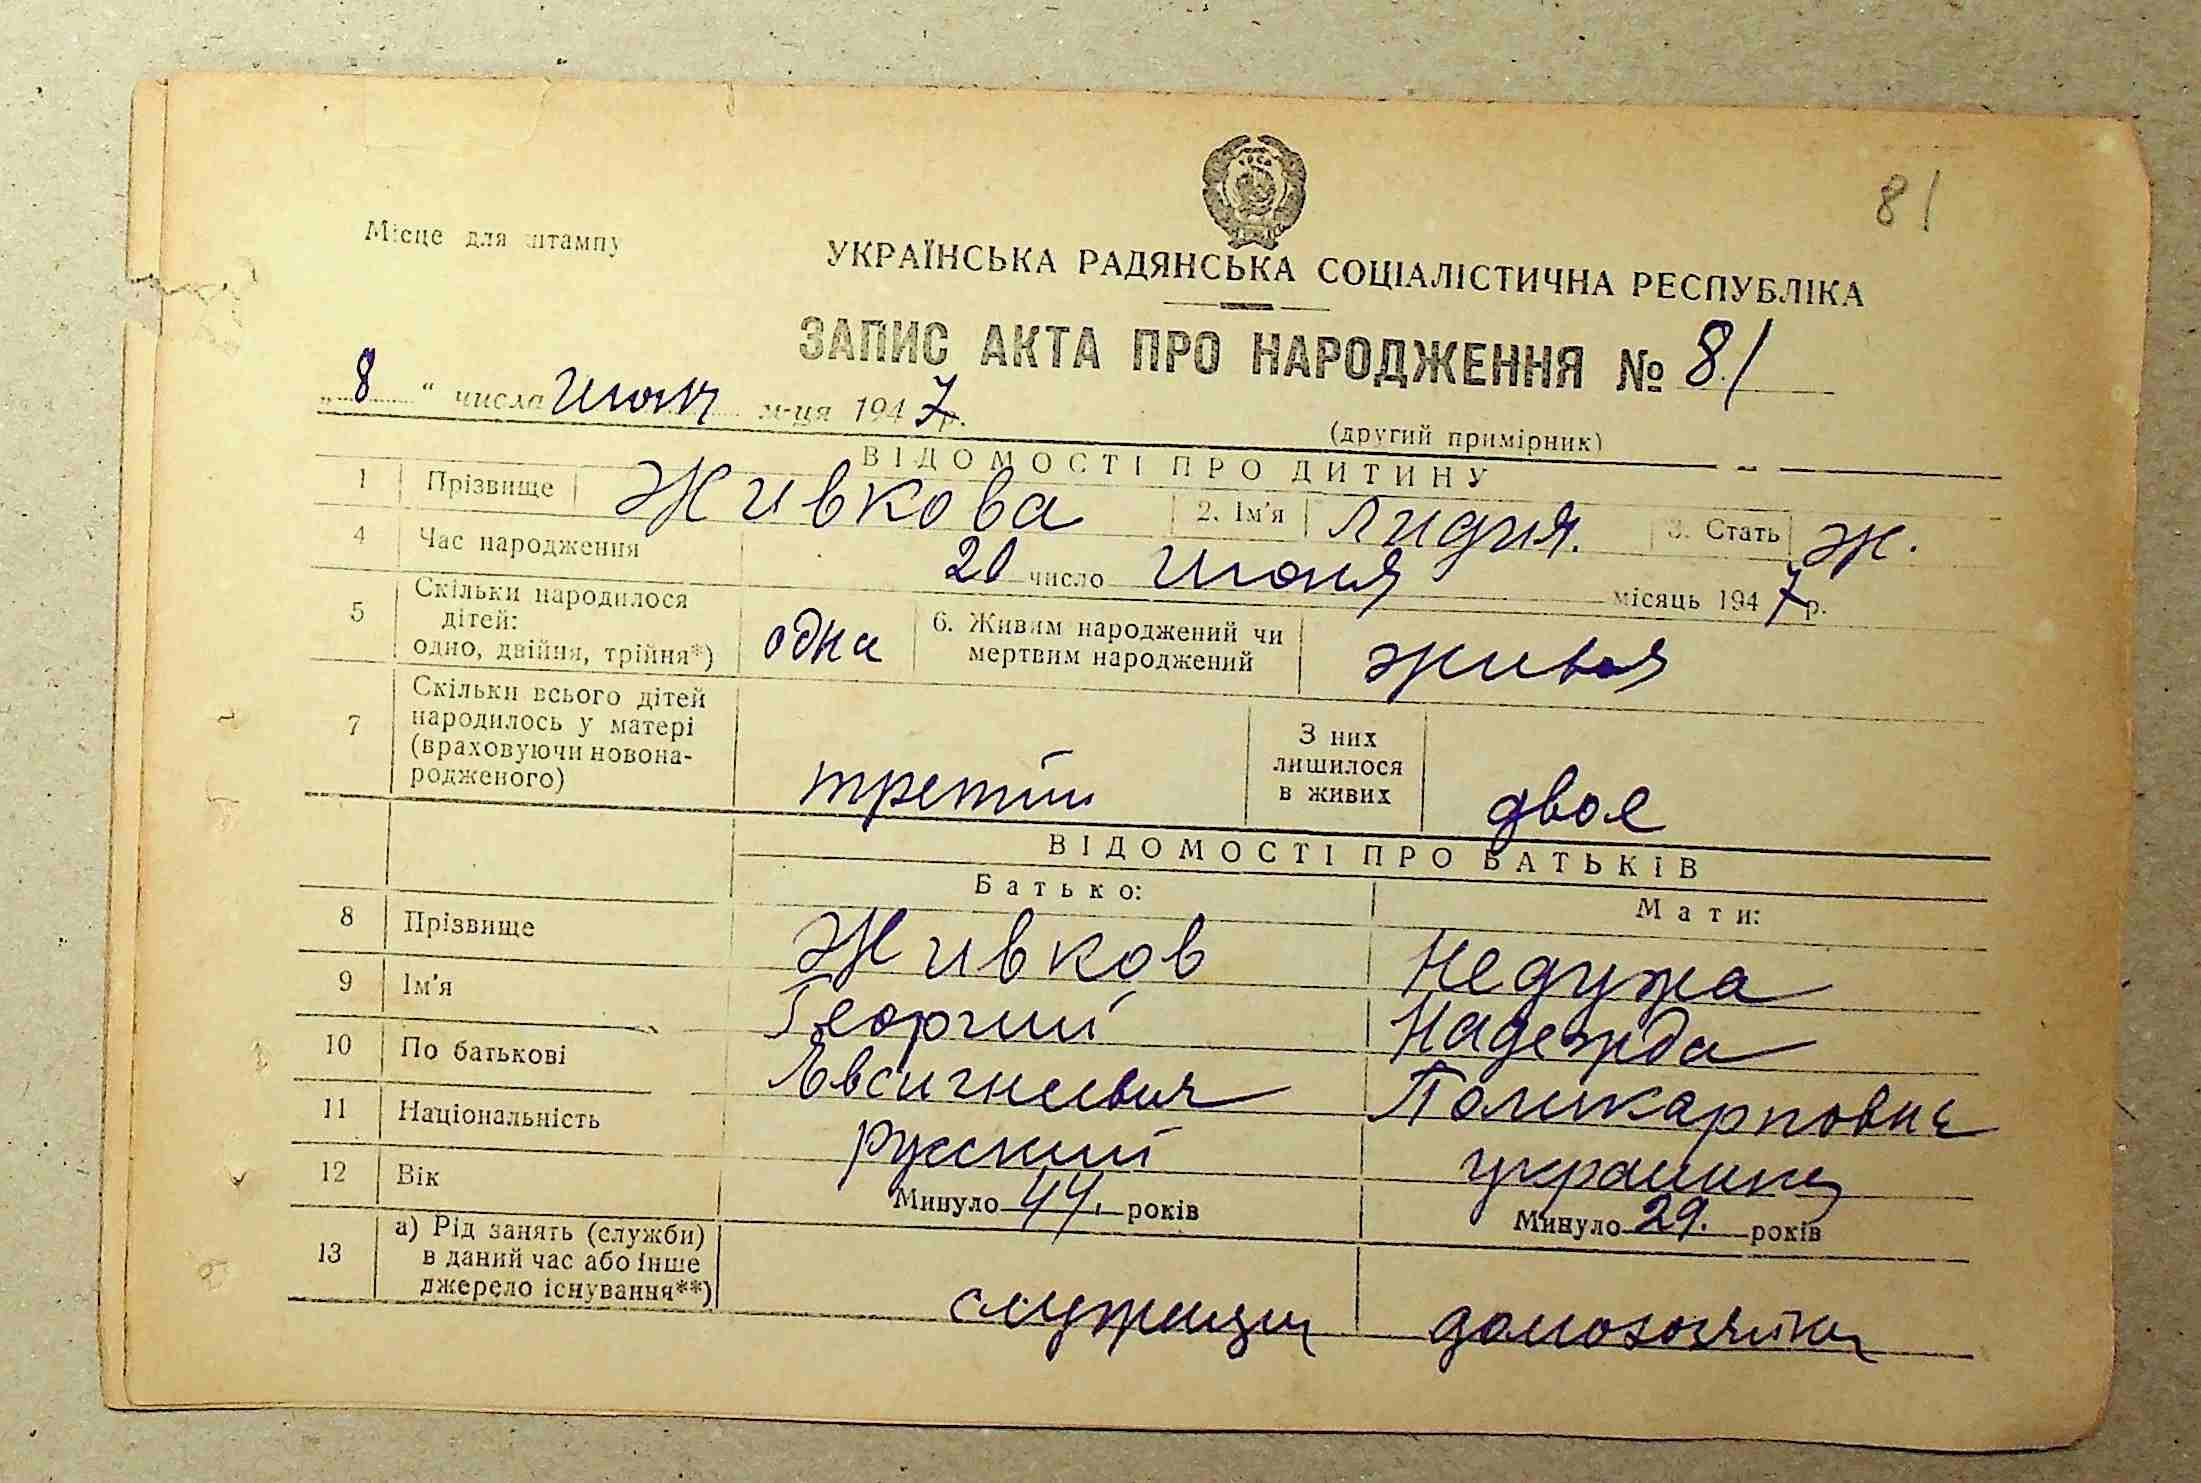 81
Місце для штампу
УКРАЇНСЬКА РАДЯНСЬКА СОЦІАЛІСТИЧНА РЕСПУБЛІКА
ЗАПИС АКТА ПРО НАРОДЖЕННЯ № 81
„8“ числа м-ця 1947 р.
(другий примірник)
ВІДОМОСТІ ПРО ДИТИНУ
1 Прізвище Живкова 2. Ім'я Лидия. 3. Стать Ж.
4 Час народження 20 число июня місяць 1947 р.
5 Скільки народилося
дітей:
одно, двійня, трійня*) одна
6. Живим народжений чи
мертвим народжений живая
7 Скільки всього дітей
народилось у матері
(враховуючи новона-
родженого) третий
З них
лишилося
в живих двое
ВІДОМОСТІ ПРО БАТЬКІВ
Батько: Мати:
8 Прізвище Живков Недужа
9 Ім'я Георгий Надежда
10 По батькові Евсигнеевич Поликарповна
11 Національність русский украинка
12 Вік Минуло 44. років Минуло 29. років
13 а) Рід занять (служби)
в даний час або інше
джерело існування**) служащий домохозяйка